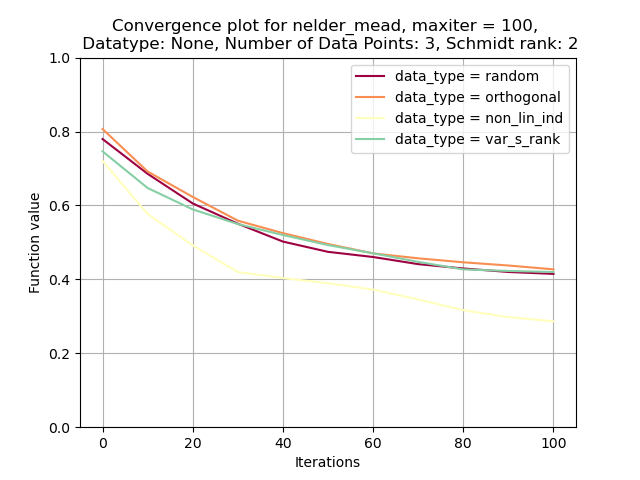 Convergence plot for nelder_mead, maxiter = 100,
Datatype: None, Number of Data Points: 3, Schmidt rank: 2
1.0
0.8
0.6
0.4
0.2
0.0
Function value
data_type = random
data_type = orthogonal
data_type = non_lin_ind
data_type = var_s_rank
0 20 40 60 80 100
Iterations